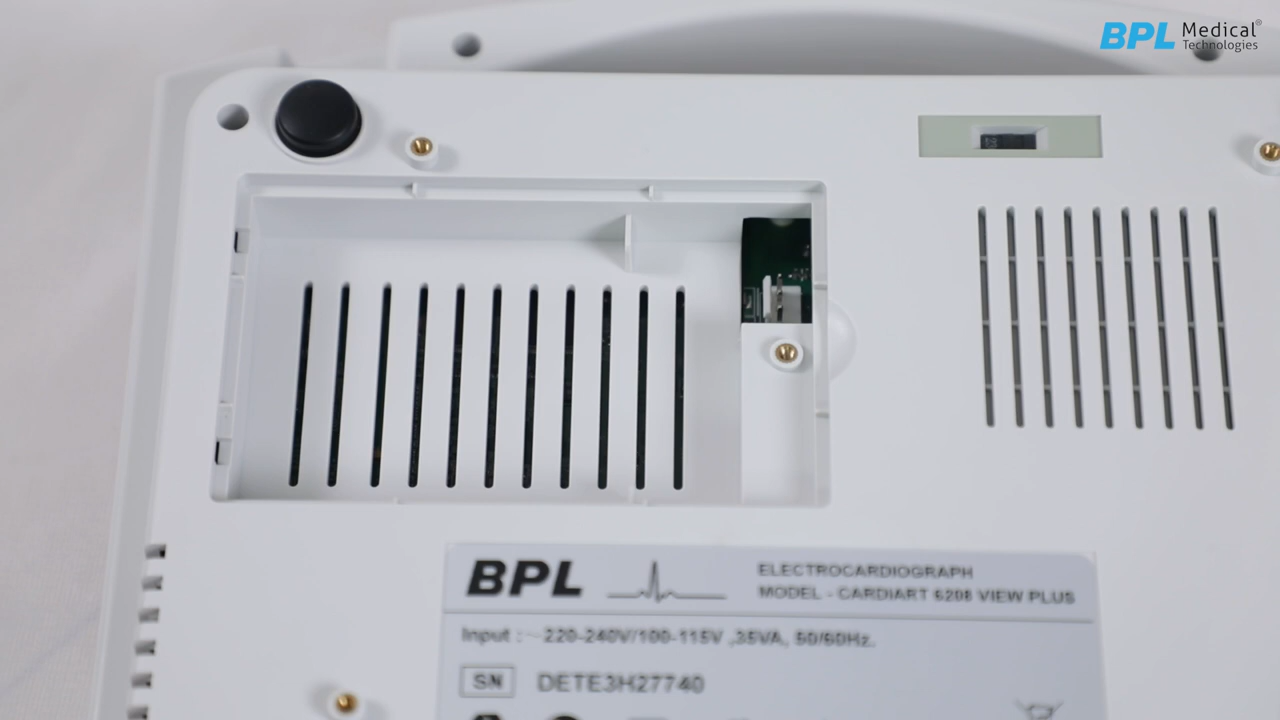 BPL Medical®
Technologies
BPL
ELECTROCARDIOGRAPH
MODEL - CARDIART 6208 VIEW PLUS
Input : ~ 220-240V/100-115V ,35VA, 50/60Hz.
SN DETE3H27740